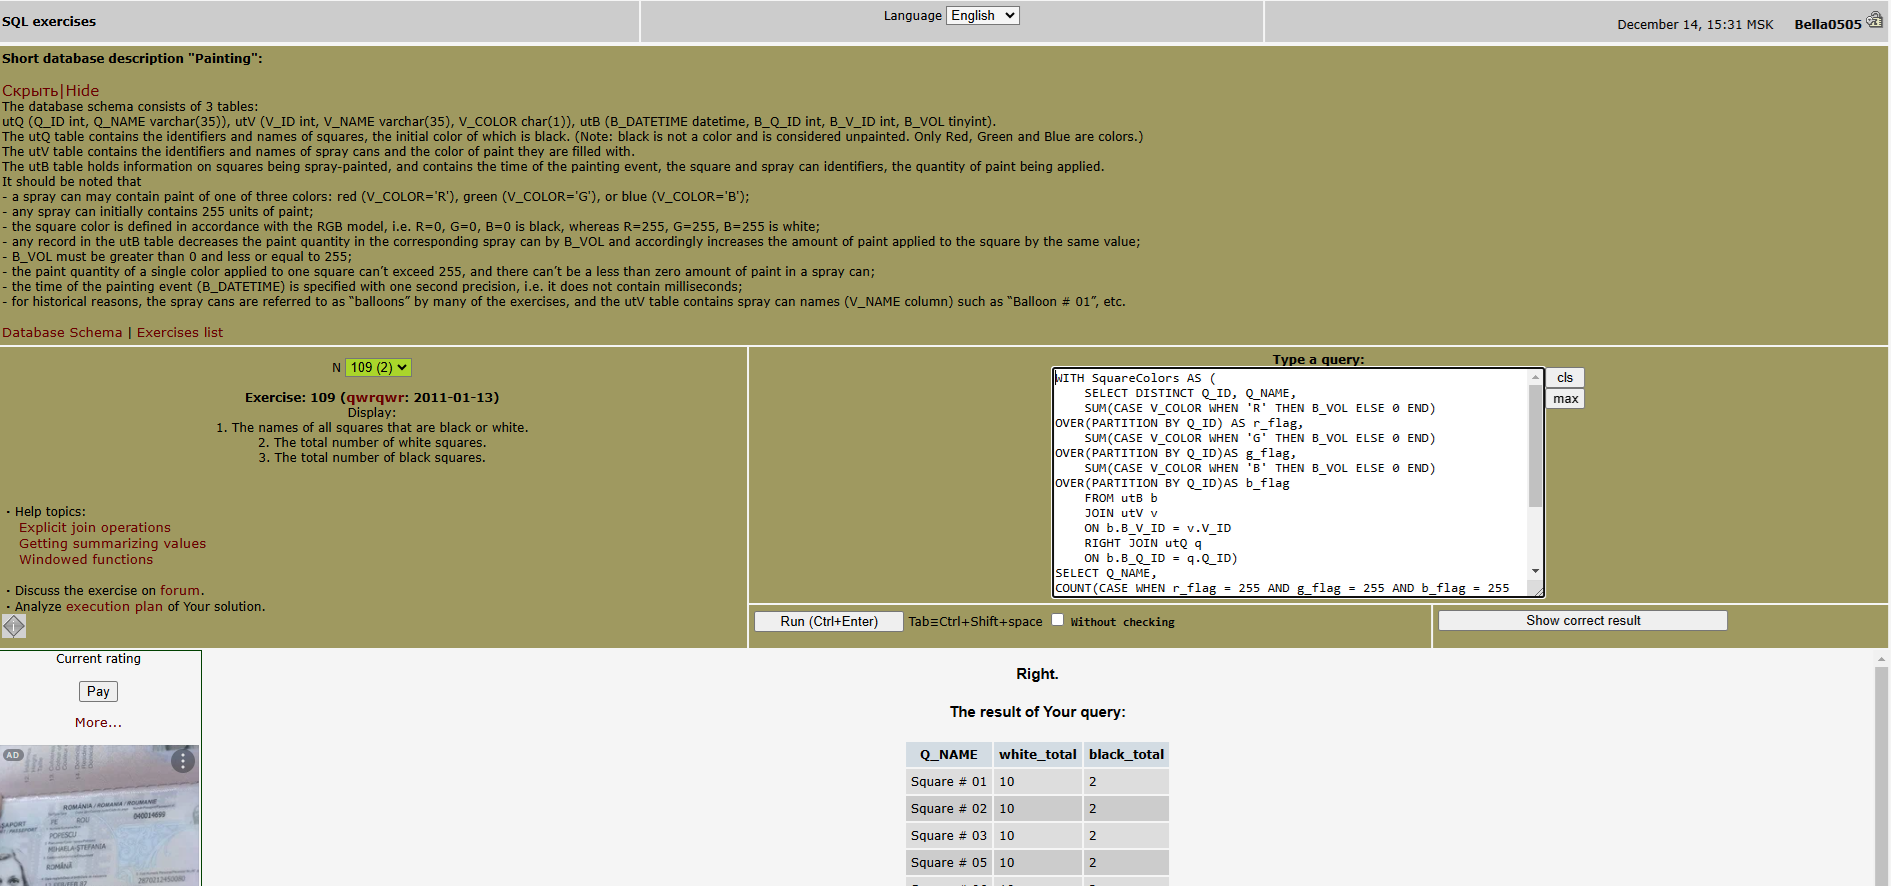 SQL exercises
Language English
December 14, 15:31 MSK Bella0505
Short database description "Painting":
Скрыть|Hide
The database schema consists of 3 tables:
utQ (Q_ID int, Q_NAME varchar(35)), utV (V_ID int, V_NAME varchar(35), V_COLOR char(1)), utB (B_DATETIME datetime, B_Q_ID int, B_V_ID int, B_VOL tinyint).
The utQ table contains the identifiers and names of squares, the initial color of which is black. (Note: black is not a color and is considered unpainted. Only Red, Green and Blue are colors.)
The utV table contains the identifiers and names of spray cans and the color of paint they are filled with.
The utB table holds information on squares being spray-painted, and contains the time of the painting event, the square and spray can identifiers, the quantity of paint being applied.
It should be noted that
- a spray can may contain paint of one of three colors: red (V_COLOR='R'), green (V_COLOR='G'), or blue (V_COLOR='B');
- any spray can initially contains 255 units of paint;
- the square color is defined in accordance with the RGB model, i.e. R=0, G=0, B=0 is black, whereas R=255, G=255, B=255 is white;
- any record in the utB table decreases the paint quantity in the corresponding spray can by B_VOL and accordingly increases the amount of paint applied to the square by the same value;
- B_VOL must be greater than 0 and less or equal to 255;
- the paint quantity of a single color applied to one square can’t exceed 255, and there can’t be a less than zero amount of paint in a spray can;
- the time of the painting event (B_DATETIME) is specified with one second precision, i.e. it does not contain milliseconds;
- for historical reasons, the spray cans are referred to as “balloons” by many of the exercises, and the utV table contains spray can names (V_NAME column) such as “Balloon # 01”, etc.
Database Schema | Exercises list
N 109 (2)
Exercise: 109 (qwrqwr: 2011-01-13)
Display:
1. The names of all squares that are black or white.
2. The total number of white squares.
3. The total number of black squares.
· Help topics:
Explicit join operations
Getting summarizing values
Windowed functions
· Discuss the exercise on forum.
· Analyze execution plan of Your solution.
Type a query:
WITH SquareColors AS (
SELECT DISTINCT Q_ID, Q_NAME,
SUM(CASE V_COLOR WHEN 'R' THEN B_VOL ELSE 0 END)
OVER(PARTITION BY Q_ID) AS r_flag,
SUM(CASE V_COLOR WHEN 'G' THEN B_VOL ELSE 0 END)
OVER(PARTITION BY Q_ID)AS g_flag,
SUM(CASE V_COLOR WHEN 'B' THEN B_VOL ELSE 0 END)
OVER(PARTITION BY Q_ID)AS b_flag
FROM utB b
JOIN utV v
ON b.B_V_ID = v.V_ID
RIGHT JOIN utQ q
ON b.B_Q_ID = q.Q_ID)
SELECT Q_NAME,
COUNT(CASE WHEN r_flag = 255 AND g_flag = 255 AND b_flag = 255
cls
max
Run (Ctrl+Enter) Tab≡Ctrl+Shift+space Without checking
Show correct result
Current rating
Pay
More...
AD
ROMÂNIA / ROMANIA / ROUMANIE
ROU
040014699
POPESCU
MIHAELA-ȘTEFANIA
ROMÂNĂ
Right.
The result of Your query:
Q_NAME white_total black_total
Square # 01 10 2
Square # 02 10 2
Square # 03 10 2
Square # 05 10 2